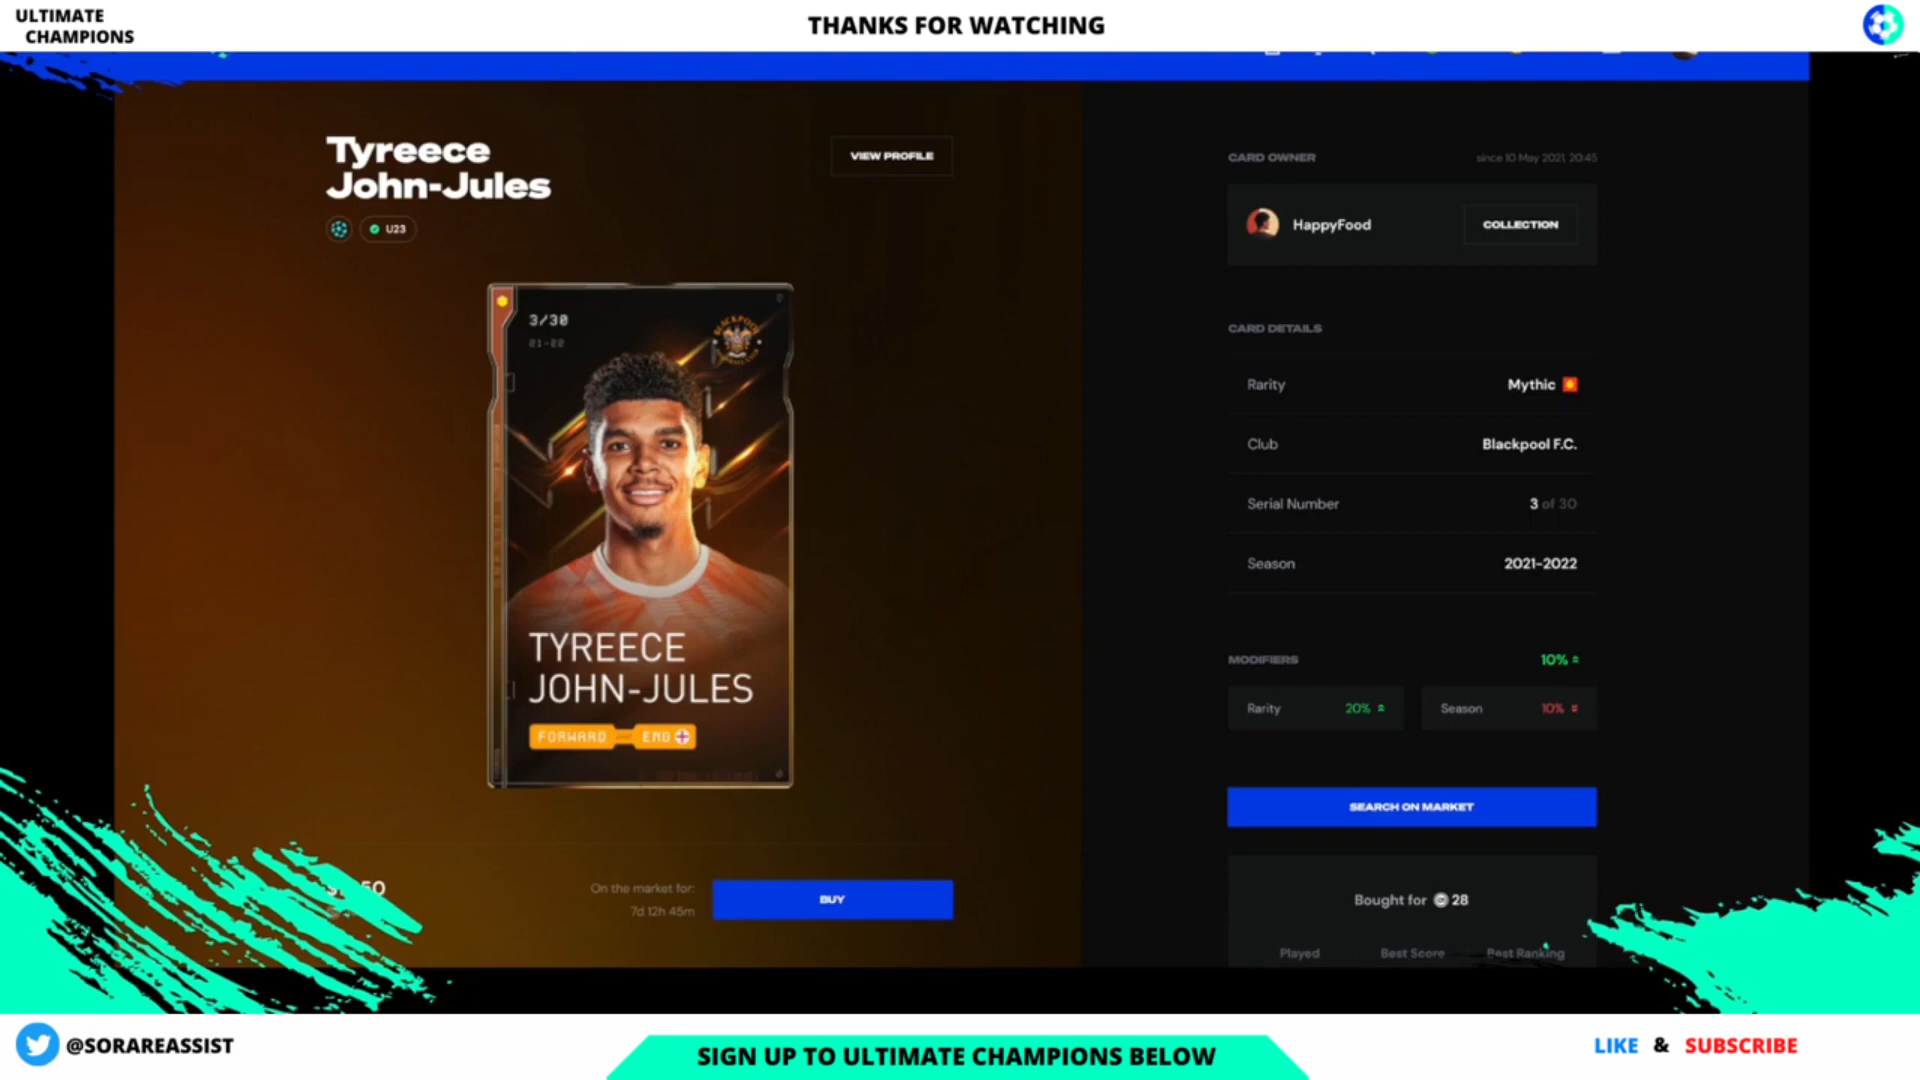 ULTIMATE
CHAMPIONS
THANKS FOR WATCHING
Tyreece
John-Jules
U23
VIEW PROFILE
3/30
21-22
BLACKPOOL
TYREECE
JOHN-JULES
FORWARD
ENG
50
On the market for:
7d 12h 45m
BUY
CARD OWNER
since 10 May 2021, 20:45
HappyFood
COLLECTION
CARD DETAILS
Rarity
Mythic
Club
Blackpool F.C.
Serial Number
3 of 30
Season
2021-2022
MODIFIERS
10%
Rarity
20%
Season
10%
SEARCH ON MARKET
Bought for 28
Played
Best Score
Best Ranking
@SORAREASSIST
SIGN UP TO ULTIMATE CHAMPIONS BELOW
LIKE & SUBSCRIBE